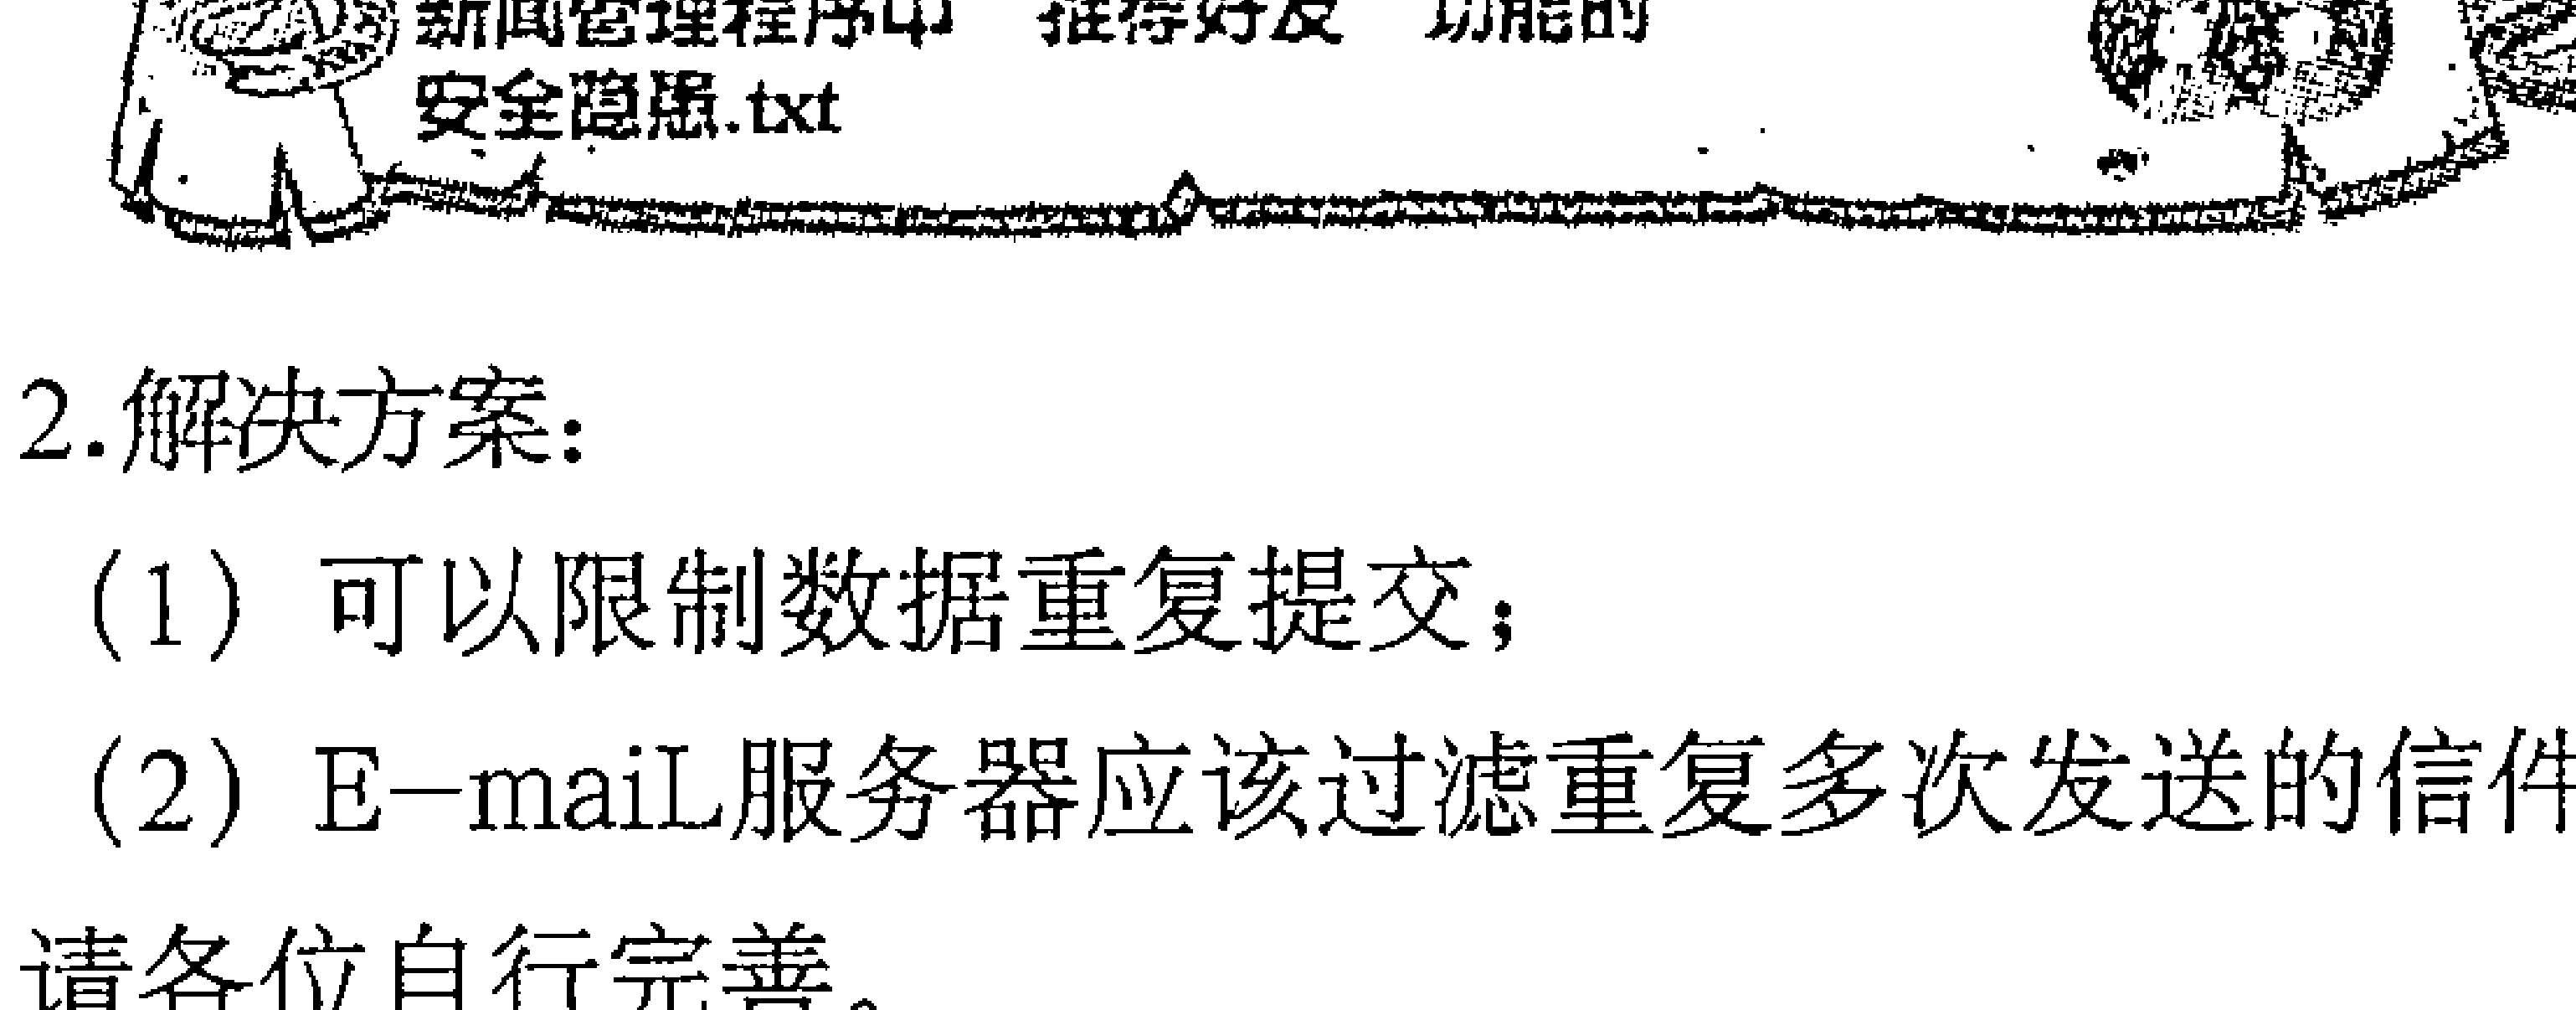 新闻管理程序中 推荐好友 功能的
安全隐患.txt
2.解决方案:
(1) 可以限制数据重复提交;
(2) E-maiL服务器应该过滤重复多次发送的信件
请各位自行完善。